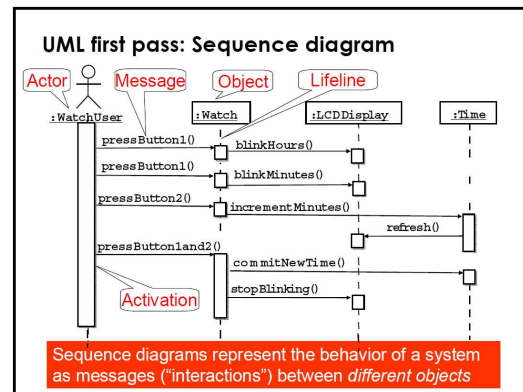 UML first pass: Sequence diagram
Actor
Message
Object
Lifeline
:WatchUser
:Watch
:LCDDisplay
:Time
pressButton1()
blinkHours()
pressButton1()
blinkMinutes()
pressButton2()
incrementMinutes()
refresh()
pressButton1and2()
commitNewTime()
stopBlinking()
Activation
Sequence diagrams represent the behavior of a system
as messages (“interactions”) between different objects